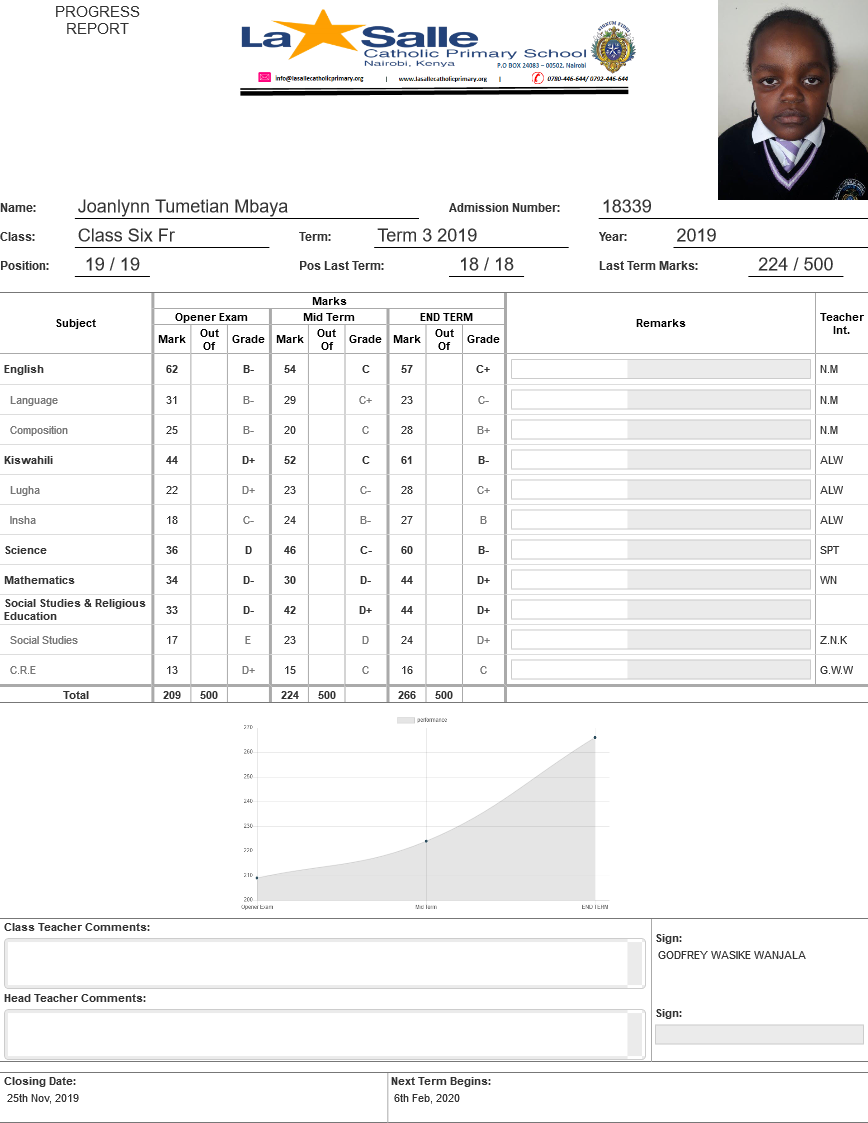 PROGRESS
REPORT
La Salle
Catholic Primary School
Nairobi, Kenya
P.O BOX 24083 – 00502, Nairobi
info@lasallecatholicprimary.org | www.lasallecatholicprimary.org | 0780-446-644/ 0792-446-644
Name: Joanlynn Tumetian Mbaya Admission Number: 18339
Class: Class Six Fr Term: Term 3 2019 Year: 2019
Position: 19 / 19 Pos Last Term: 18 / 18 Last Term Marks: 224 / 500
Subject Marks Remarks Teacher Int.
Opener Exam Mid Term END TERM
Mark Out Of Grade Mark Out Of Grade Mark Out Of Grade
English 62 B- 54 C 57 C+ N.M
Language 31 B- 29 C+ 23 C- N.M
Composition 25 B- 20 C 28 B+ N.M
Kiswahili 44 D+ 52 C 61 B- ALW
Lugha 22 D+ 23 C- 28 C+ ALW
Insha 18 C- 24 B- 27 B ALW
Science 36 D 46 C- 60 B- SPT
Mathematics 34 D- 30 D- 44 D+ WN
Social Studies & Religious Education 33 D- 42 D+ 44 D+
Social Studies 17 E 23 D 24 D+ Z.N.K
C.R.E 13 D+ 15 C 16 C G.W.W
Total 209 500 224 500 266 500
performance
270
260
250
240
230
220
210
200
Opener Exam Mid Term END TERM
Class Teacher Comments:
Sign:
GODFREY WASIKE WANJALA
Head Teacher Comments:
Sign:
Closing Date: Next Term Begins:
25th Nov, 2019 6th Feb, 2020